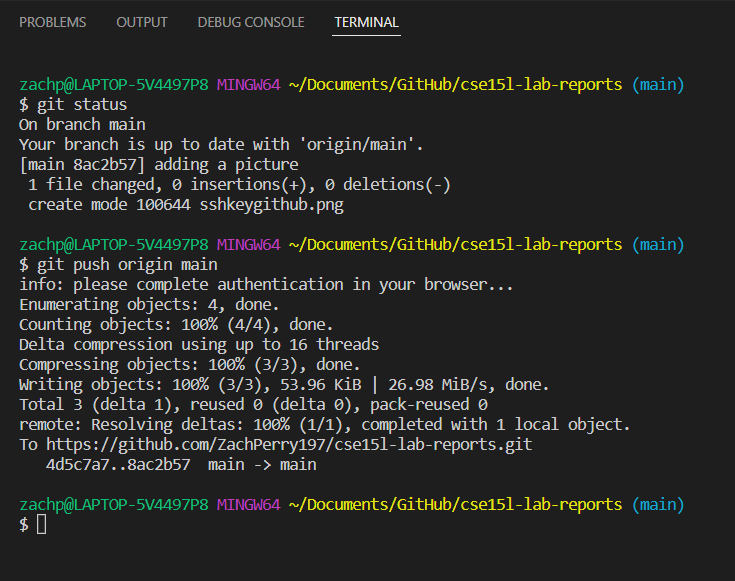 PROBLEMS OUTPUT DEBUG CONSOLE TERMINAL
zachp@LAPTOP-5V4497P8 MINGW64 ~/Documents/GitHub/cse15l-lab-reports (main)
$ git status
On branch main
Your branch is up to date with 'origin/main'.
[main 8ac2b57] adding a picture
 1 file changed, 0 insertions(+), 0 deletions(-)
 create mode 100644 sshkeygithub.png
zachp@LAPTOP-5V4497P8 MINGW64 ~/Documents/GitHub/cse15l-lab-reports (main)
$ git push origin main
info: please complete authentication in your browser...
Enumerating objects: 4, done.
Counting objects: 100% (4/4), done.
Delta compression using up to 16 threads
Compressing objects: 100% (3/3), done.
Writing objects: 100% (3/3), 53.96 KiB | 26.98 MiB/s, done.
Total 3 (delta 1), reused 0 (delta 0), pack-reused 0
remote: Resolving deltas: 100% (1/1), completed with 1 local object.
To https://github.com/ZachPerry197/cse15l-lab-reports.git
   4d5c7a7..8ac2b57  main -> main
zachp@LAPTOP-5V4497P8 MINGW64 ~/Documents/GitHub/cse15l-lab-reports (main)
$